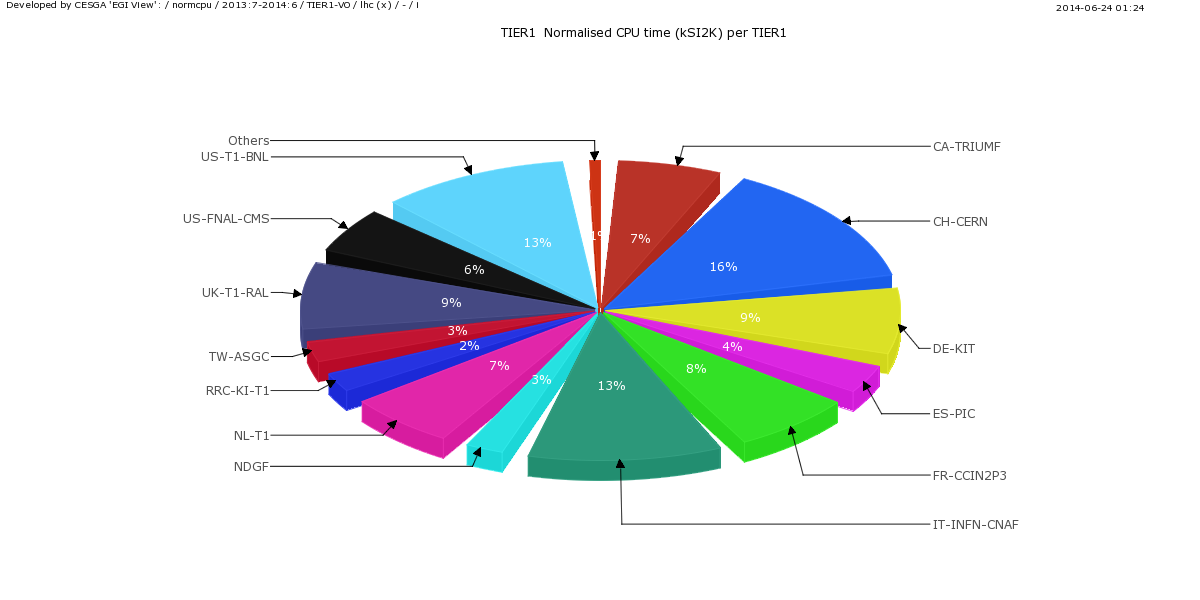 Developed by CESGA 'EGI View': / normcpu / 2013:7-2014:6 / TIER1-VO / lhc (x) / - / l
2014-06-24 01:24
TIER1 Normalised CPU time (kSI2K) per TIER1
Others
US-T1-BNL
US-FNAL-CMS
UK-T1-RAL
TW-ASGC
RRC-KI-T1
NL-T1
NDGF
CA-TRIUMF
CH-CERN
DE-KIT
ES-PIC
FR-CCIN2P3
IT-INFN-CNAF
1%
7%
16%
9%
4%
8%
13%
3%
7%
2%
3%
9%
6%
13%